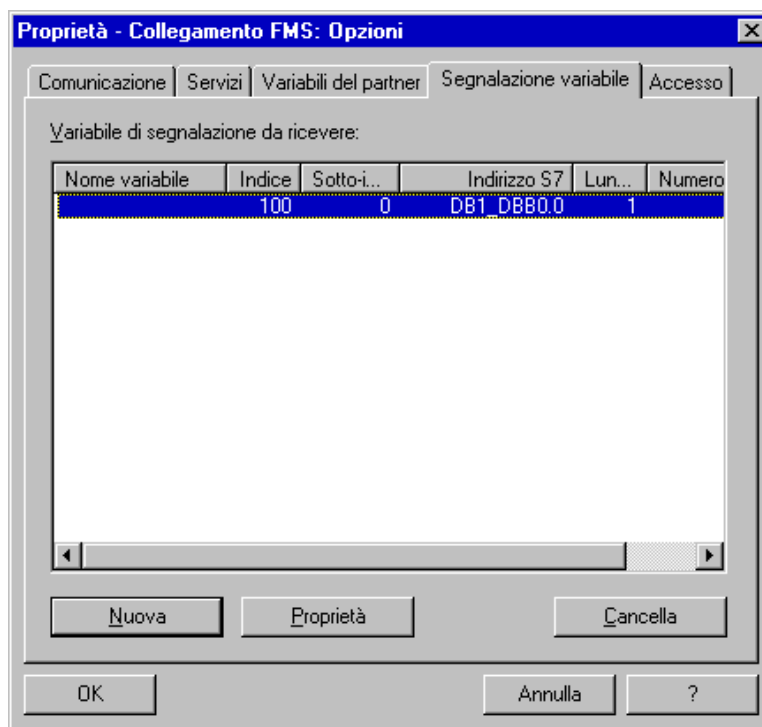 Proprietà - Collegamento FMS: Opzioni
Comunicazione Servizi Variabili del partner Segnalazione variabile Accesso
Variabile di segnalazione da ricevere:
Nome variabile Indice Sotto-i... Indirizzo S7 Lun... Numero
100 0 DB1_DBB0.0 1
Nuova Proprietà Cancella
OK Annulla ?